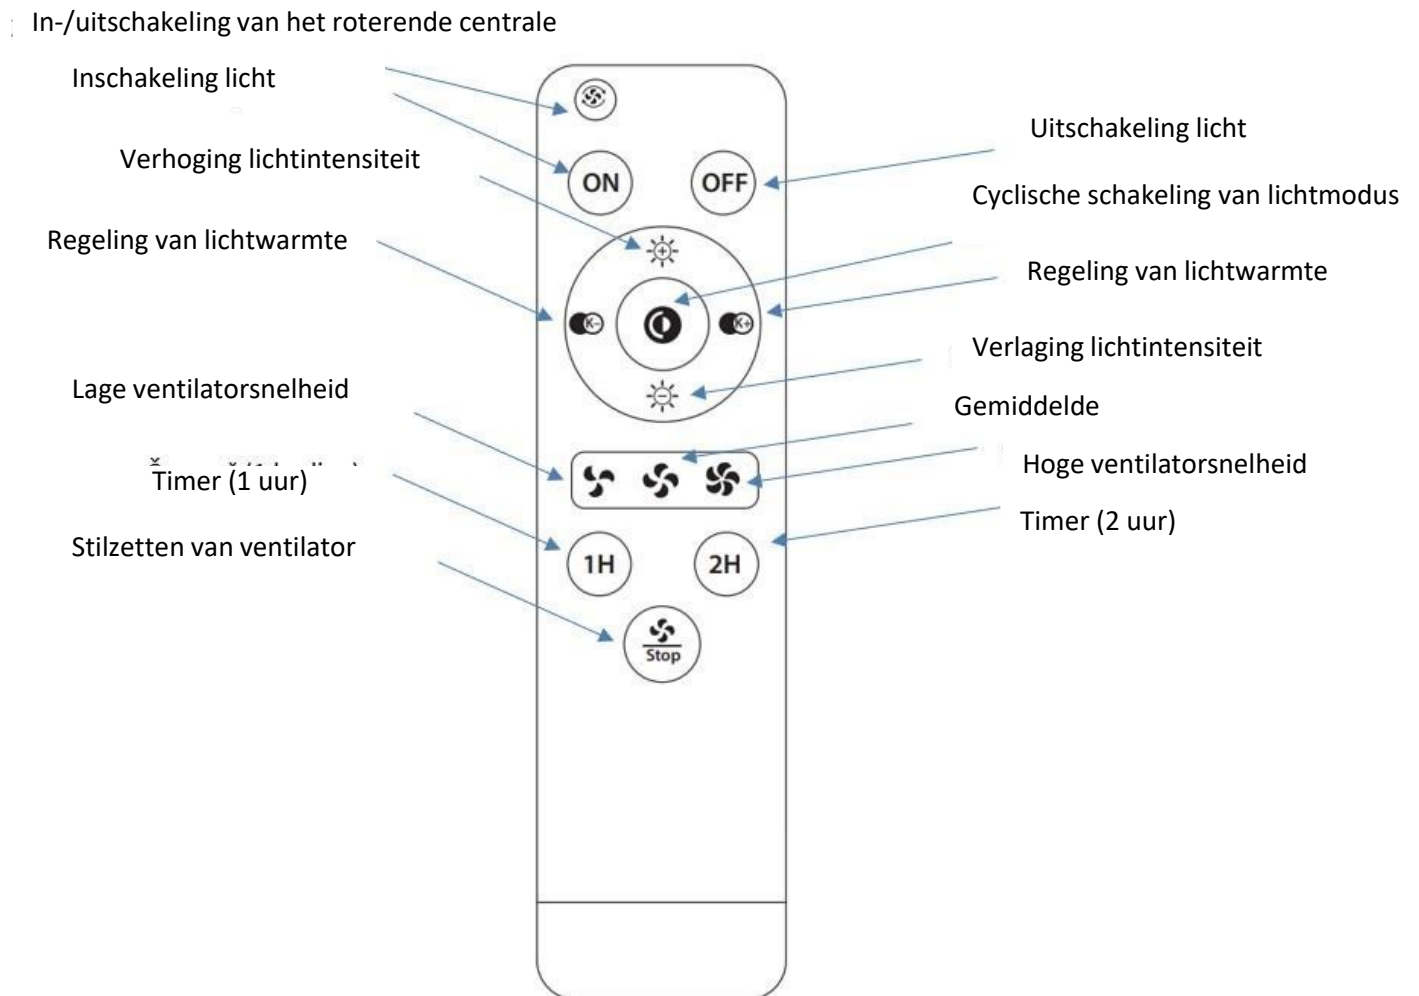 In-/uitschakeling van het roterende centrale
Inschakeling licht
Uitschakeling licht
Verhoging lichtintensiteit
ON
OFF
Cyclische schakeling van lichtmodus
Regeling van lichtwarmte
Regeling van lichtwarmte
K-
K+
Verlaging lichtintensiteit
Lage ventilatorsnelheid
Gemiddelde
Hoge ventilatorsnelheid
Timer (1 uur)
Timer (2 uur)
Stilzetten van ventilator
1H
2H
Stop